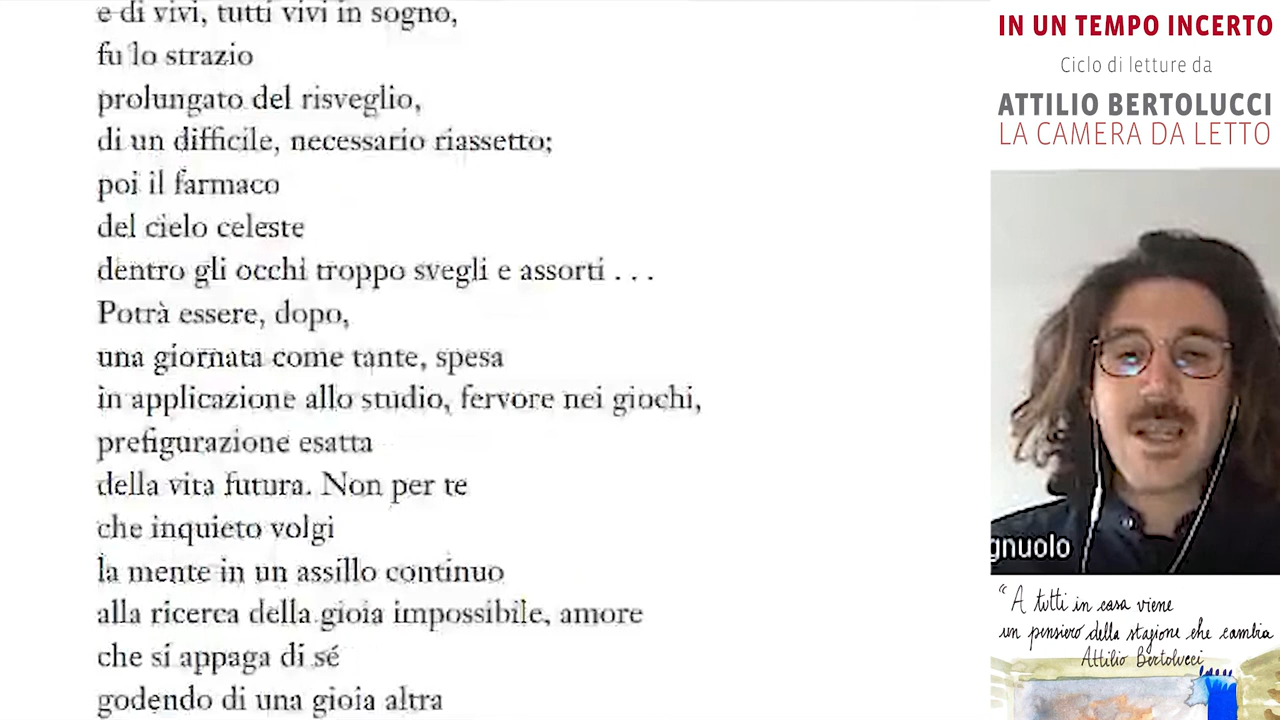 e di vivi, tutti vivi in sogno,
fu lo strazio
prolungato del risveglio,
di un difficile, necessario riassetto;
poi il farmaco
del cielo celeste
dentro gli occhi troppo svegli e assorti . . .
Potrà essere, dopo,
una giornata come tante, spesa
in applicazione allo studio, fervore nei giochi,
prefigurazione esatta
della vita futura. Non per te
che inquieto volgi
la mente in un assillo continuo
alla ricerca della gioia impossibile, amore
che si appaga di sé
godendo di una gioia altra
IN UN TEMPO INCERTO
Ciclo di letture da
ATTILIO BERTOLUCCI
LA CAMERA DA LETTO
gnuolo
“A tutti in casa viene
un pensiero della stagione che cambia
Attilio Bertolucci